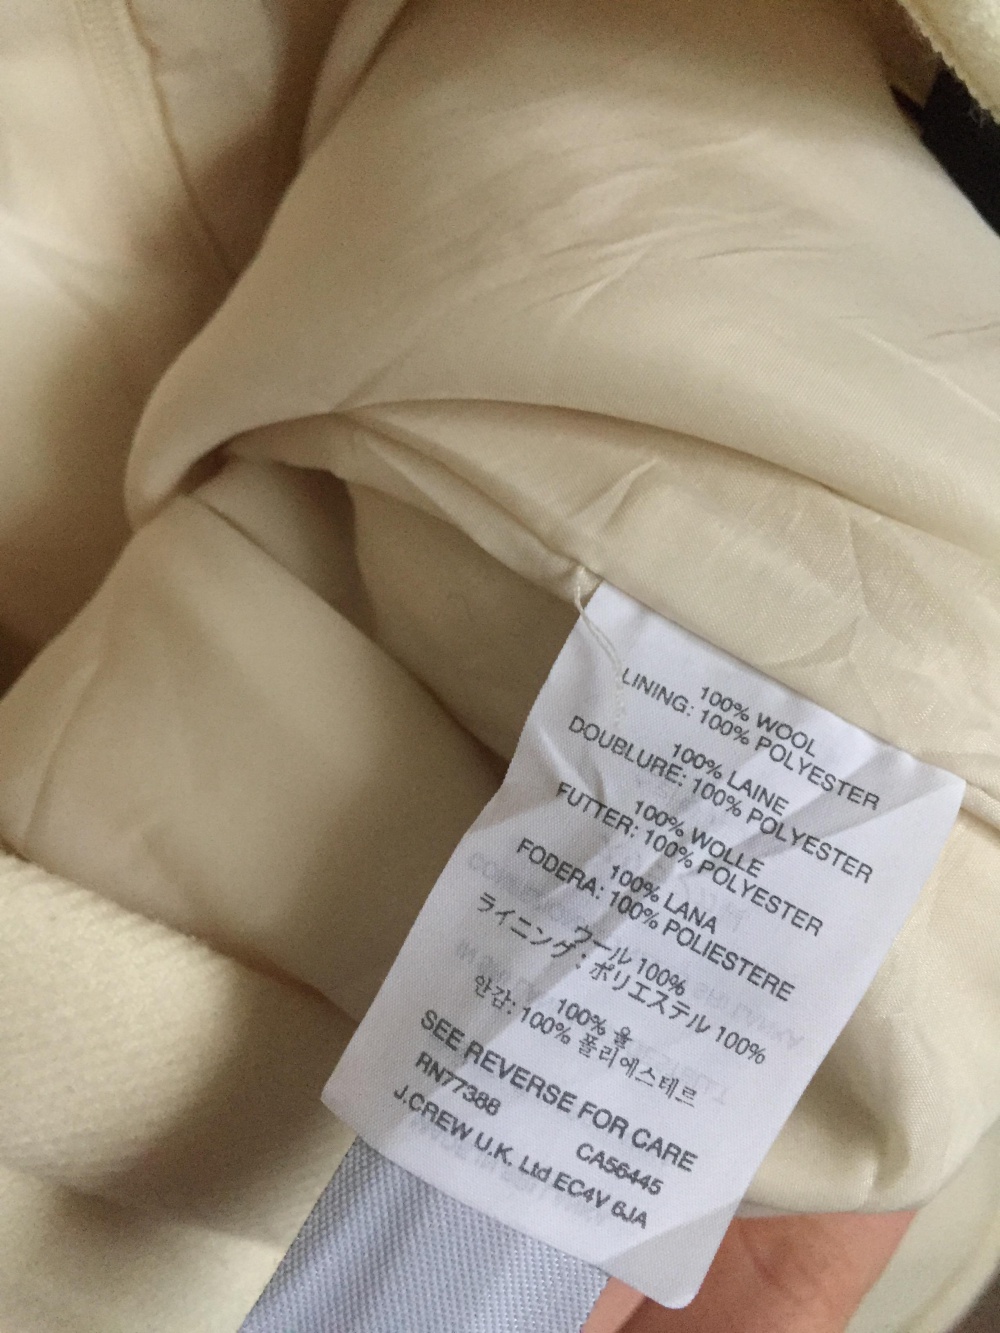 100% WOOL
LINING: 100% POLYESTER
100% LAINE
DOUBLURE: 100% POLYESTER
100% WOLLE
FUTTER: 100% POLYESTER
100% LANA
FODERA: 100% POLIESTERE
ウール 100%
ライニング: ポリエステル 100%
100% 울
안감: 100% 폴리에스테르
SEE REVERSE FOR CARE
RN77388 CA56445
J.CREW U.K. Ltd EC4V 6JA